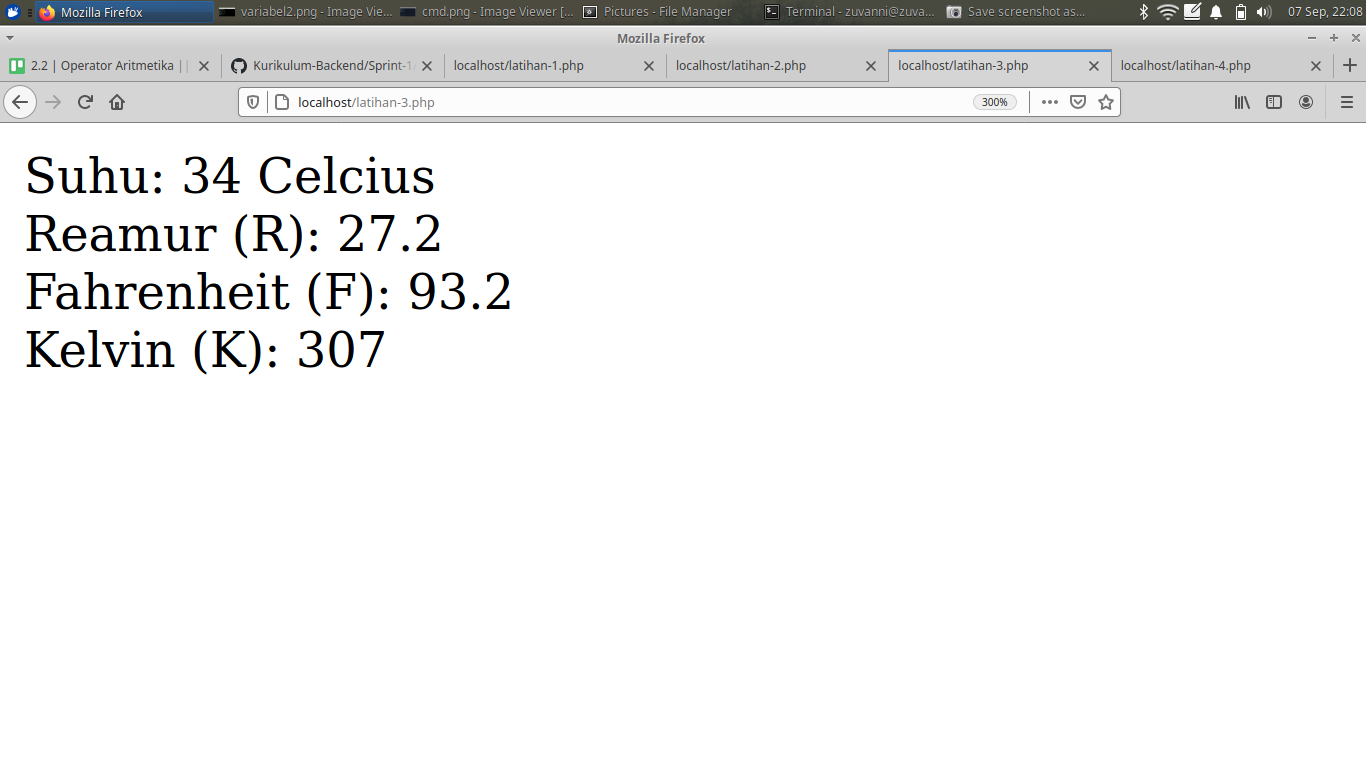 Mozilla Firefox
variabel2.png - Image Vie...
cmd.png - Image Viewer [...
Pictures - File Manager
Terminal - zuvanni@zuva...
Save screenshot as...
07 Sep, 22:08
Mozilla Firefox
2.2 | Operator Aritmetika |
Kurikulum-Backend/Sprint-1
localhost/latihan-1.php
localhost/latihan-2.php
localhost/latihan-3.php
localhost/latihan-4.php
localhost/latihan-3.php
300%
Suhu: 34 Celcius
Reamur (R): 27.2
Fahrenheit (F): 93.2
Kelvin (K): 307